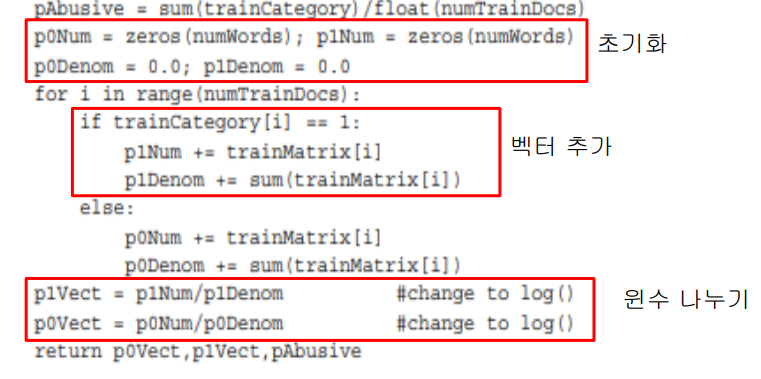 pAbusive = sum(trainCategory)/float(numTrainDocs)
p0Num = zeros(numWords); p1Num = zeros(numWords)
초기화
p0Denom = 0.0; p1Denom = 0.0
for i in range(numTrainDocs):
if trainCategory[i] == 1:
벡터 추가
p1Num += trainMatrix[i]
p1Denom += sum(trainMatrix[i])
else:
p0Num += trainMatrix[i]
p0Denom += sum(trainMatrix[i])
p1Vect = p1Num/p1Denom #change to log()
원수 나누기
p0Vect = p0Num/p0Denom #change to log()
return p0Vect,p1Vect,pAbusive